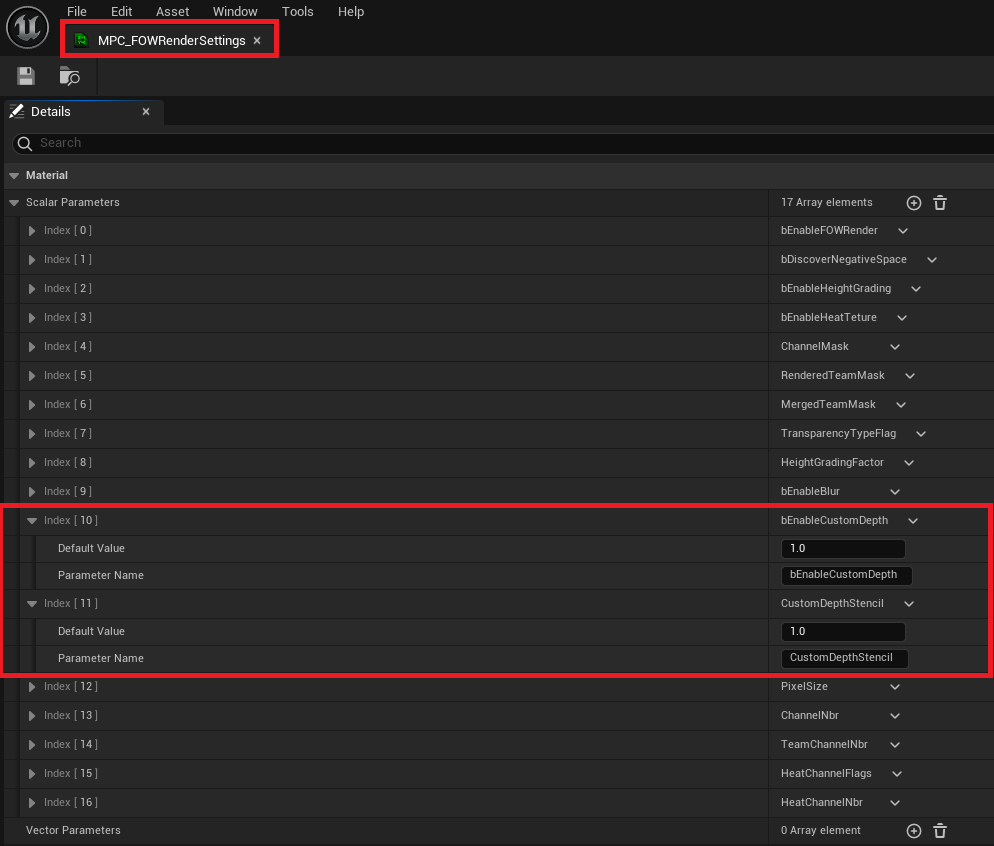 File Edit Asset Window Tools Help
MPC_FOWRenderSettings
Details
Search
Material
Scalar Parameters 17 Array elements
Index [ 0 ] bEnableFOWRender
Index [ 1 ] bDiscoverNegativeSpace
Index [ 2 ] bEnableHeightGrading
Index [ 3 ] bEnableHeatTeture
Index [ 4 ] ChannelMask
Index [ 5 ] RenderedTeamMask
Index [ 6 ] MergedTeamMask
Index [ 7 ] TransparencyTypeFlag
Index [ 8 ] HeightGradingFactor
Index [ 9 ] bEnableBlur
Index [ 10 ] bEnableCustomDepth
Default Value 1.0
Parameter Name bEnableCustomDepth
Index [ 11 ] CustomDepthStencil
Default Value 1.0
Parameter Name CustomDepthStencil
Index [ 12 ] PixelSize
Index [ 13 ] ChannelNbr
Index [ 14 ] TeamChannelNbr
Index [ 15 ] HeatChannelFlags
Index [ 16 ] HeatChannelNbr
Vector Parameters 0 Array element